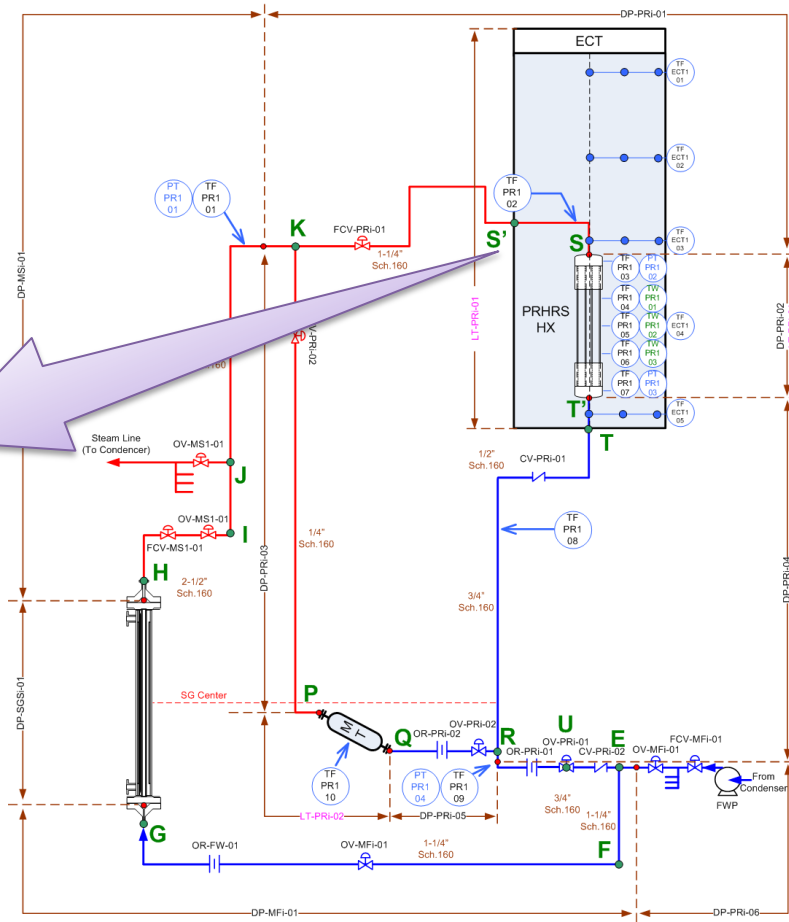 DP-PRi-01
ECT
TF
ECT1
01
TF
ECT1
02
PT
PR1
01
TF
PR1
01
TF
PR1
02
K
FCV-PRi-01
S'
S
TF
ECT1
03
1-1/4"
Sch.160
DP-MSi-01
TF
PR1
03
PT
PR1
02
LT-PRi-01
TF
PR1
04
TW
PR1
01
PRHRS
HX
TF
PR1
05
TW
PR1
02
TF
ECT1
04
DP-PRi-02
TF
PR1
06
TW
PR1
03
TF
PR1
07
PT
PR1
03
V-PRi-02
T'
TF
ECT1
05
T
Steam Line
(To Condencer)
OV-MS1-01
J
1/2"
Sch.160
CV-PRi-01
OV-MS1-01
I
FCV-MS1-01
TF
PR1
08
1/4"
Sch.160
DP-PRi-03
DP-PRi-04
H
2-1/2"
Sch.160
3/4"
Sch.160
DP-SGSi-01
SG Center
P
M
T
Q
OR-PRi-02
OV-PRi-02
R
U
E
OR-PRi-01
OV-PRi-01
CV-PRi-02
OV-MFi-01
FCV-MFi-01
TF
PR1
10
PT
PR1
04
TF
PR1
09
From
Condenser
FWP
LT-PRi-02
DP-PRi-05
3/4"
Sch.160
1-1/4"
Sch.160
G
OR-FW-01
OV-MFi-01
1-1/4"
Sch.160
F
DP-MFi-01
DP-PRi-06